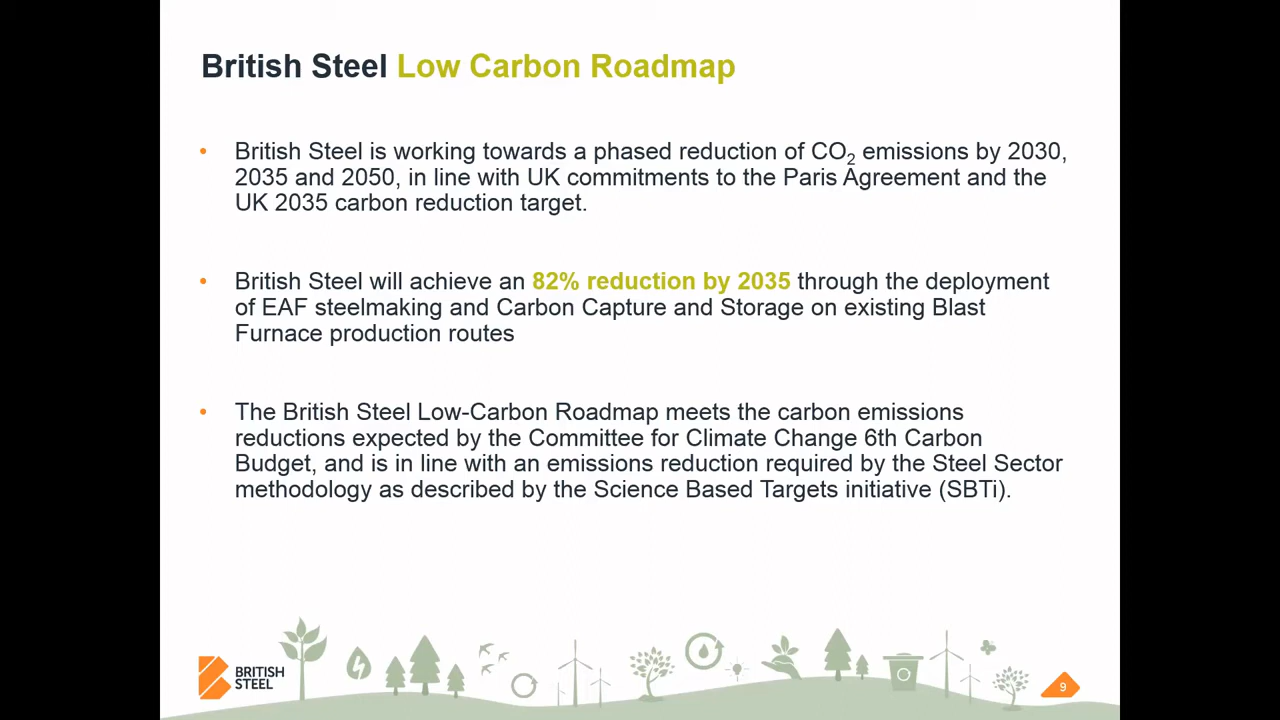 British Steel Low Carbon Roadmap
• British Steel is working towards a phased reduction of CO₂ emissions by 2030,
2035 and 2050, in line with UK commitments to the Paris Agreement and the
UK 2035 carbon reduction target.
• British Steel will achieve an 82% reduction by 2035 through the deployment
of EAF steelmaking and Carbon Capture and Storage on existing Blast
Furnace production routes
• The British Steel Low-Carbon Roadmap meets the carbon emissions
reductions expected by the Committee for Climate Change 6th Carbon
Budget, and is in line with an emissions reduction required by the Steel Sector
methodology as described by the Science Based Targets initiative (SBTi).
BRITISH
STEEL
9